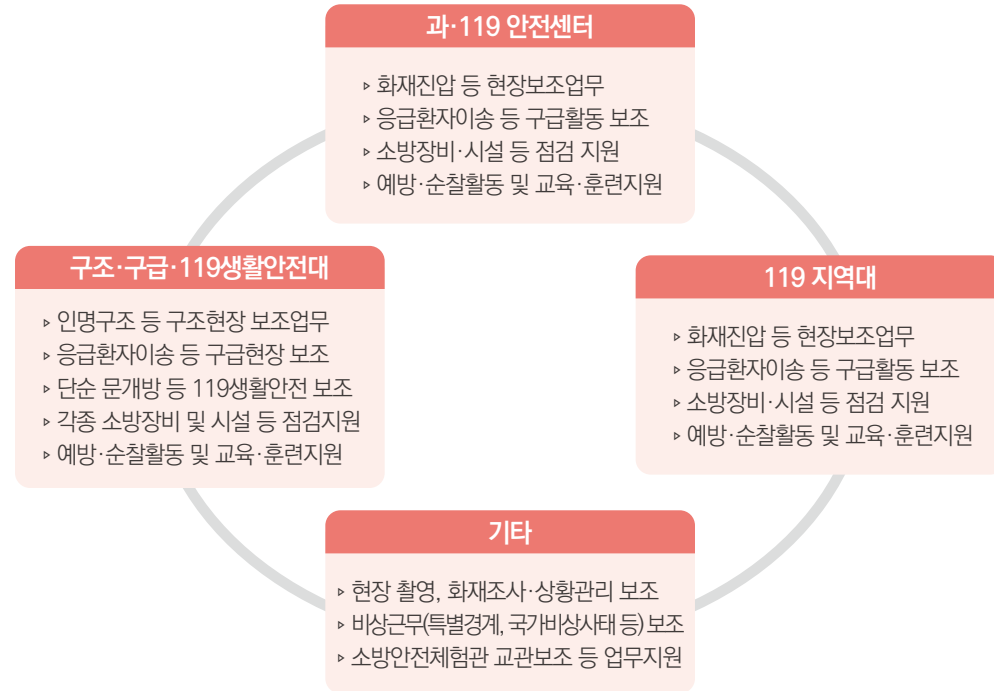 과·119 안전센터
▹ 화재진압 등 현장보조업무
▹ 응급환자이송 등 구급활동 보조
▹ 소방장비·시설 등 점검 지원
▹ 예방·순찰활동 및 교육·훈련지원
구조·구급·119생활안전대
▹ 인명구조 등 구조현장 보조업무
▹ 응급환자이송 등 구급현장 보조
▹ 단순 문개방 등 119생활안전 보조
▹ 각종 소방장비 및 시설 등 점검지원
▹ 예방·순찰활동 및 교육·훈련지원
119 지역대
▹ 화재진압 등 현장보조업무
▹ 응급환자이송 등 구급활동 보조
▹ 소방장비·시설 등 점검 지원
▹ 예방·순찰활동 및 교육·훈련지원
기타
▹ 현장 촬영, 화재조사·상황관리 보조
▹ 비상근무(특별경계, 국가비상사태 등) 보조
▹ 소방안전체험관 교관보조 등 업무지원